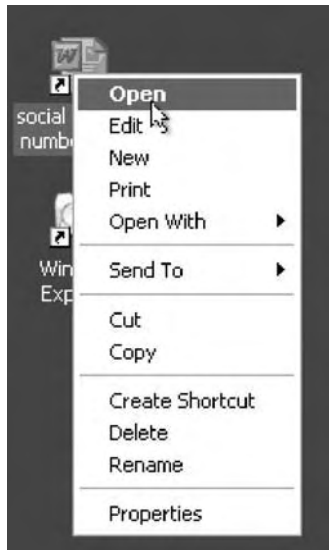 W
social
numb
Win
Exp
Open
Edit
New
Print
Open With
Send To
Cut
Copy
Create Shortcut
Delete
Rename
Properties